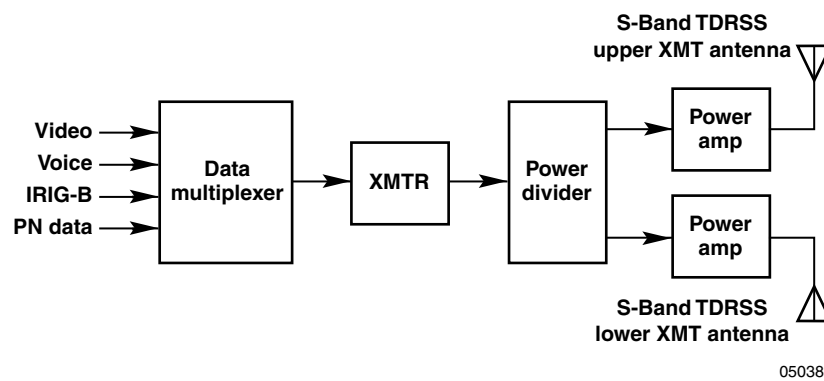 S-Band TDRSS
upper XMT antenna
Video
Voice
IRIG-B
PN data
Data
multiplexer
XMTR
Power
divider
Power
amp
Power
amp
S-Band TDRSS
lower XMT antenna
05038